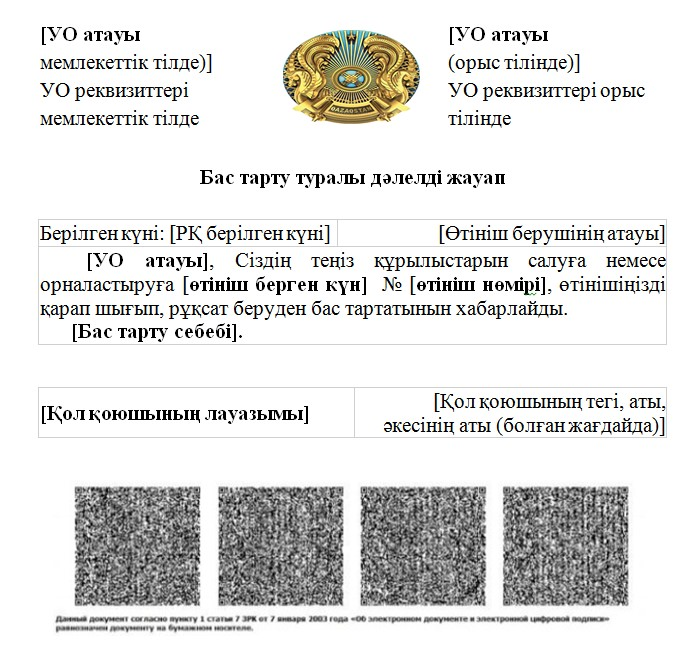 [УО атауы
мемлекеттік тілде)]
УО реквизиттері
мемлекеттік тілде
QAZAQSTAN
[УО атауы
(орыс тілінде)]
УО реквизиттері орыс
тілінде
Бас тарту туралы дәлелді жауап
Берілген күні: [РҚ берілген күні]
[Өтініш берушінің атауы]
[УО атауы], Сіздің теңіз құрылыстарын салуға немесе
орналастыруға [өтініш берген күн] № [өтініш нөмірі], өтінішіңізді
қарап шығып, рұқсат беруден бас тартатынын хабарлайды.
[Бас тарту себебі].
[Қол қоюшының лауазымы]
[Қол қоюшының тегі, аты,
әкесінің аты (болған жағдайда)]
Данный документ согласно пункту 1 статьи 7 ЗРК от 7 января 2003 года «Об электронном документе и электронной цифровой подписи»
равнозначен документу на бумажном носителе.